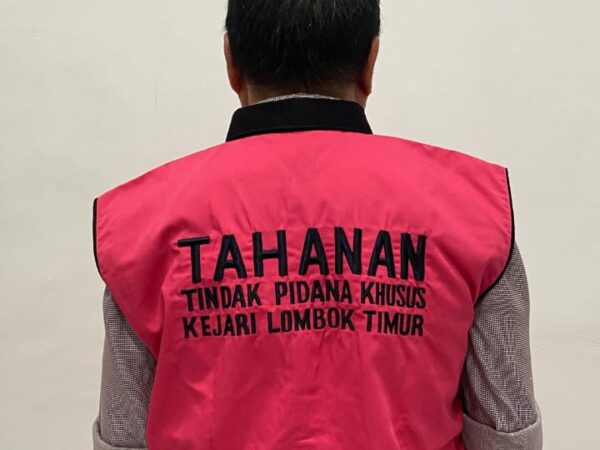 TAHANAN
TINDAK PIDANA KHUSUS
KEJARI LOMBOK TIMUR